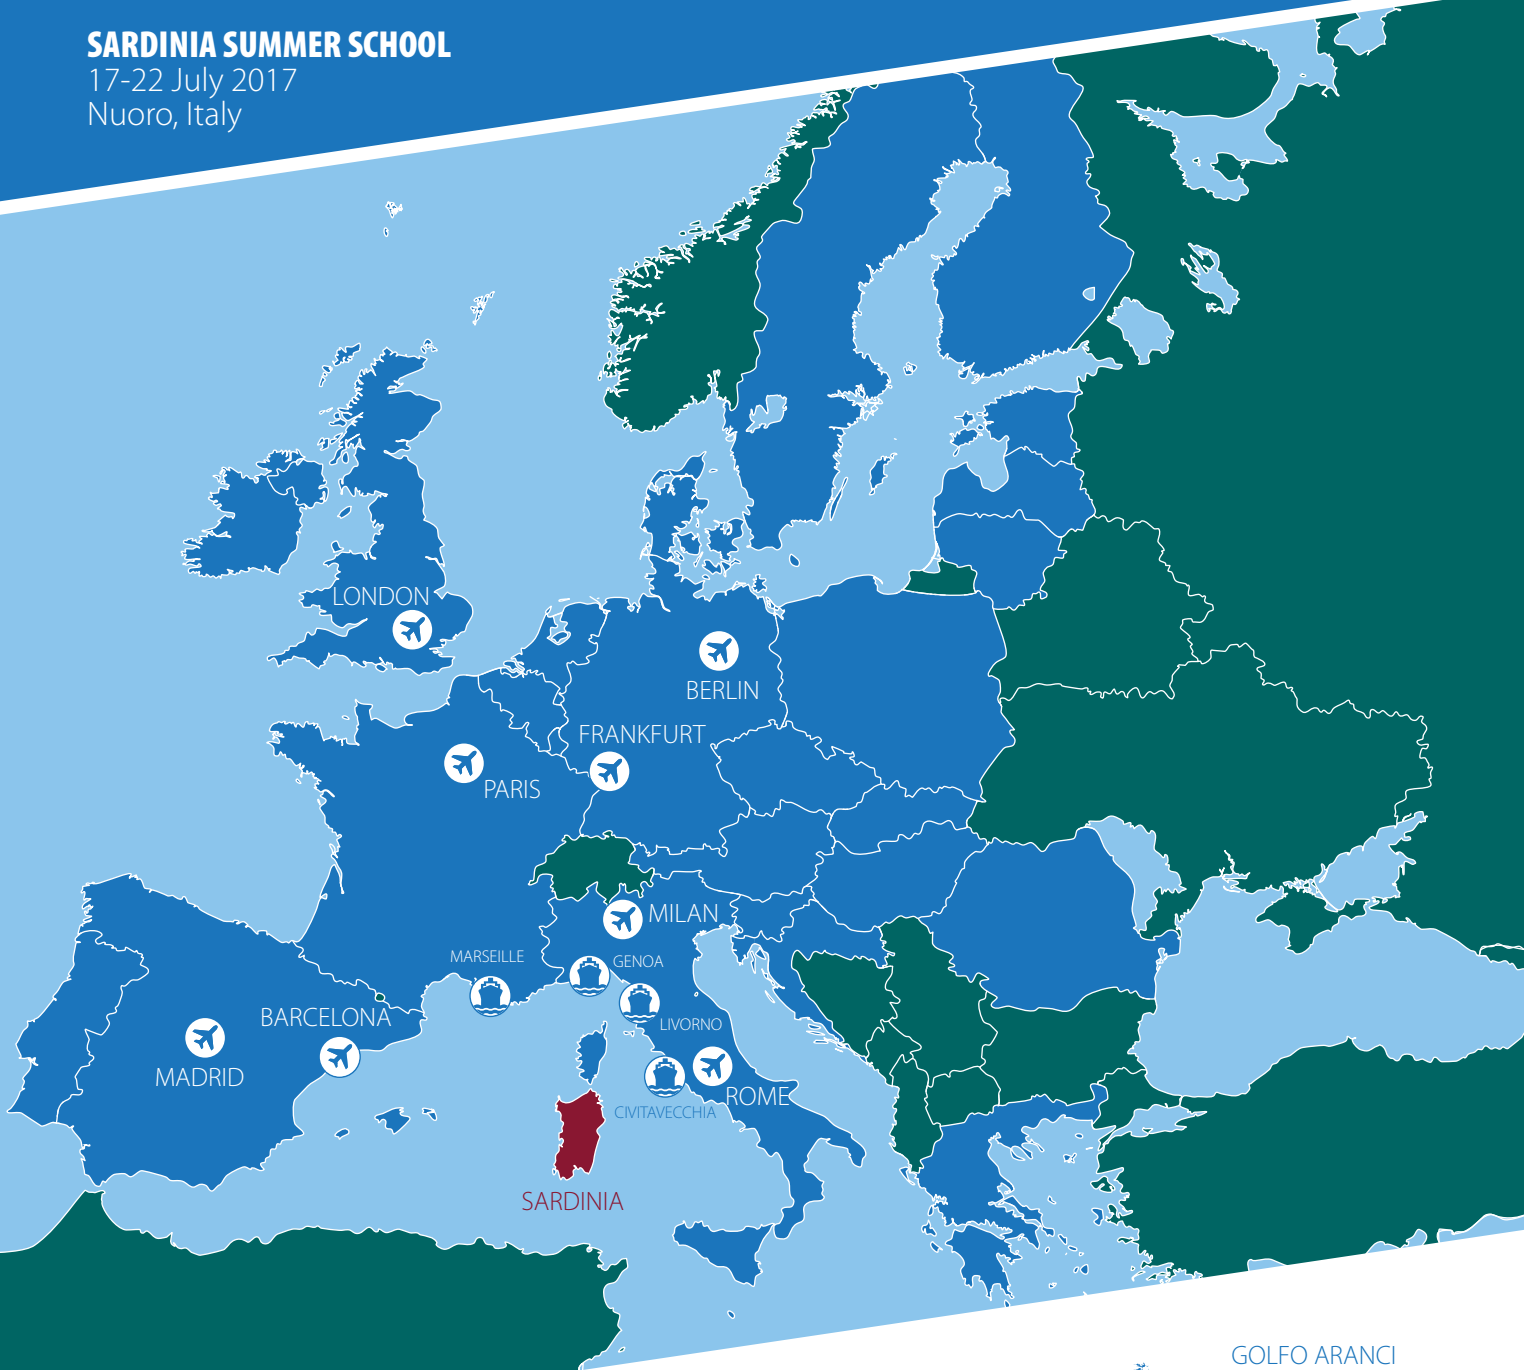 SARDINIA SUMMER SCHOOL
17-22 July 2017
Nuoro, Italy
LONDON
BERLIN
FRANKFURT
PARIS
MILAN
MARSEILLE
GENOA
BARCELONA
LIVORNO
MADRID
ROME
CIVITAVECCHIA
SARDINIA
GOLFO ARANCI